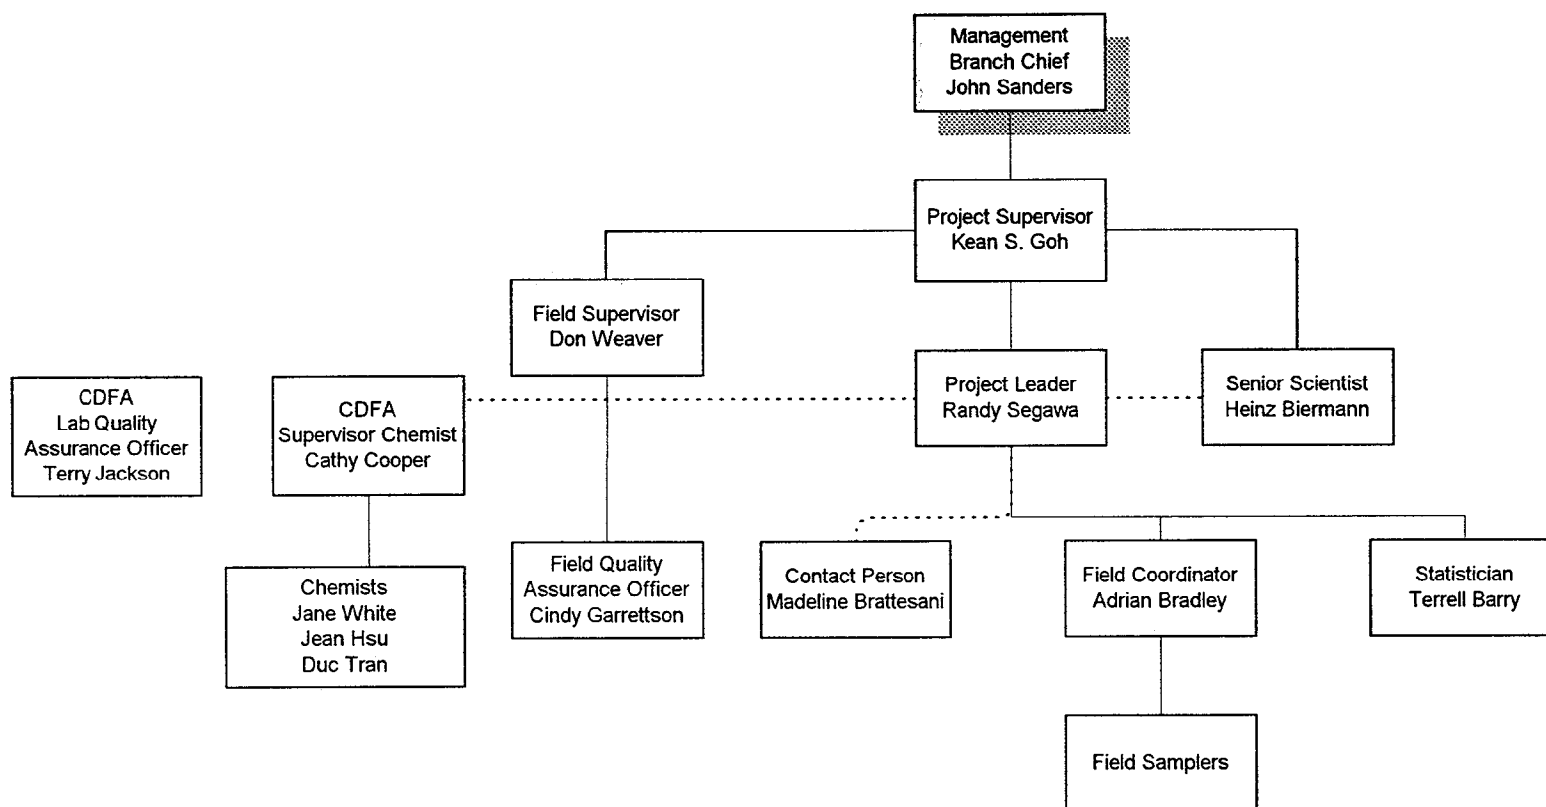 Management
Branch Chief
John Sanders
Project Supervisor
Kean S. Goh
Field Supervisor
Don Weaver
CDFA
Lab Quality
Assurance Officer
Terry Jackson
CDFA
Supervisor Chemist
Cathy Cooper
Project Leader
Randy Segawa
Senior Scientist
Heinz Biermann
Chemists
Jane White
Jean Hsu
Duc Tran
Field Quality
Assurance Officer
Cindy Garrettson
Contact Person
Madeline Brattesani
Field Coordinator
Adrian Bradley
Statistician
Terrell Barry
Field Samplers